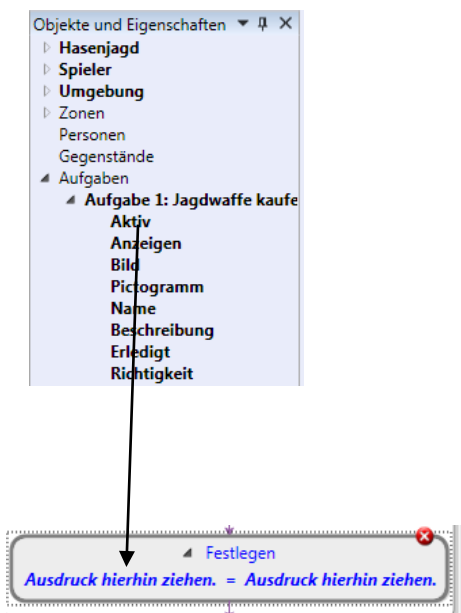 Objekte und Eigenschaften
Hasenjagd
Spieler
Umgebung
Zonen
Personen
Gegenstände
Aufgaben
Aufgabe 1: Jagdwaffe kaufe
Aktiv
Anzeigen
Bild
Pictogramm
Name
Beschreibung
Erledigt
Richtigkeit
Festlegen
Ausdruck hierhin ziehen. = Ausdruck hierhin ziehen.